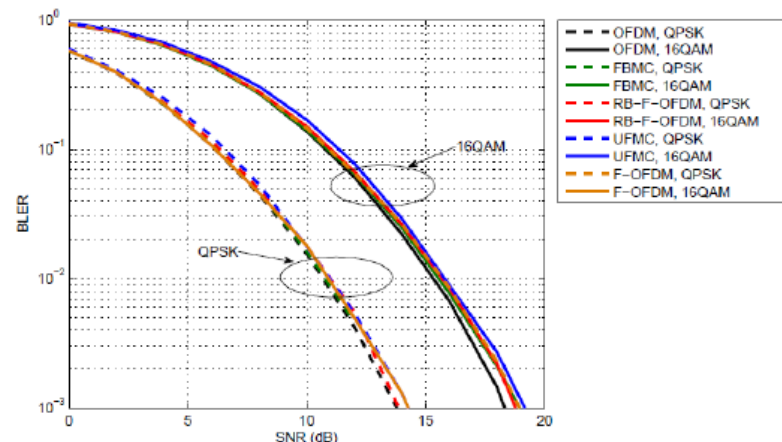 10^0
10^-1
10^-2
10^-3
BLER
0
5
10
15
20
SNR (dB)
16QAM
QPSK
OFDM, QPSK
OFDM, 16QAM
FBMC, QPSK
FBMC, 16QAM
RB-F-OFDM, QPSK
RB-F-OFDM, 16QAM
UFMC, QPSK
UFMC, 16QAM
F-OFDM, QPSK
F-OFDM, 16QAM